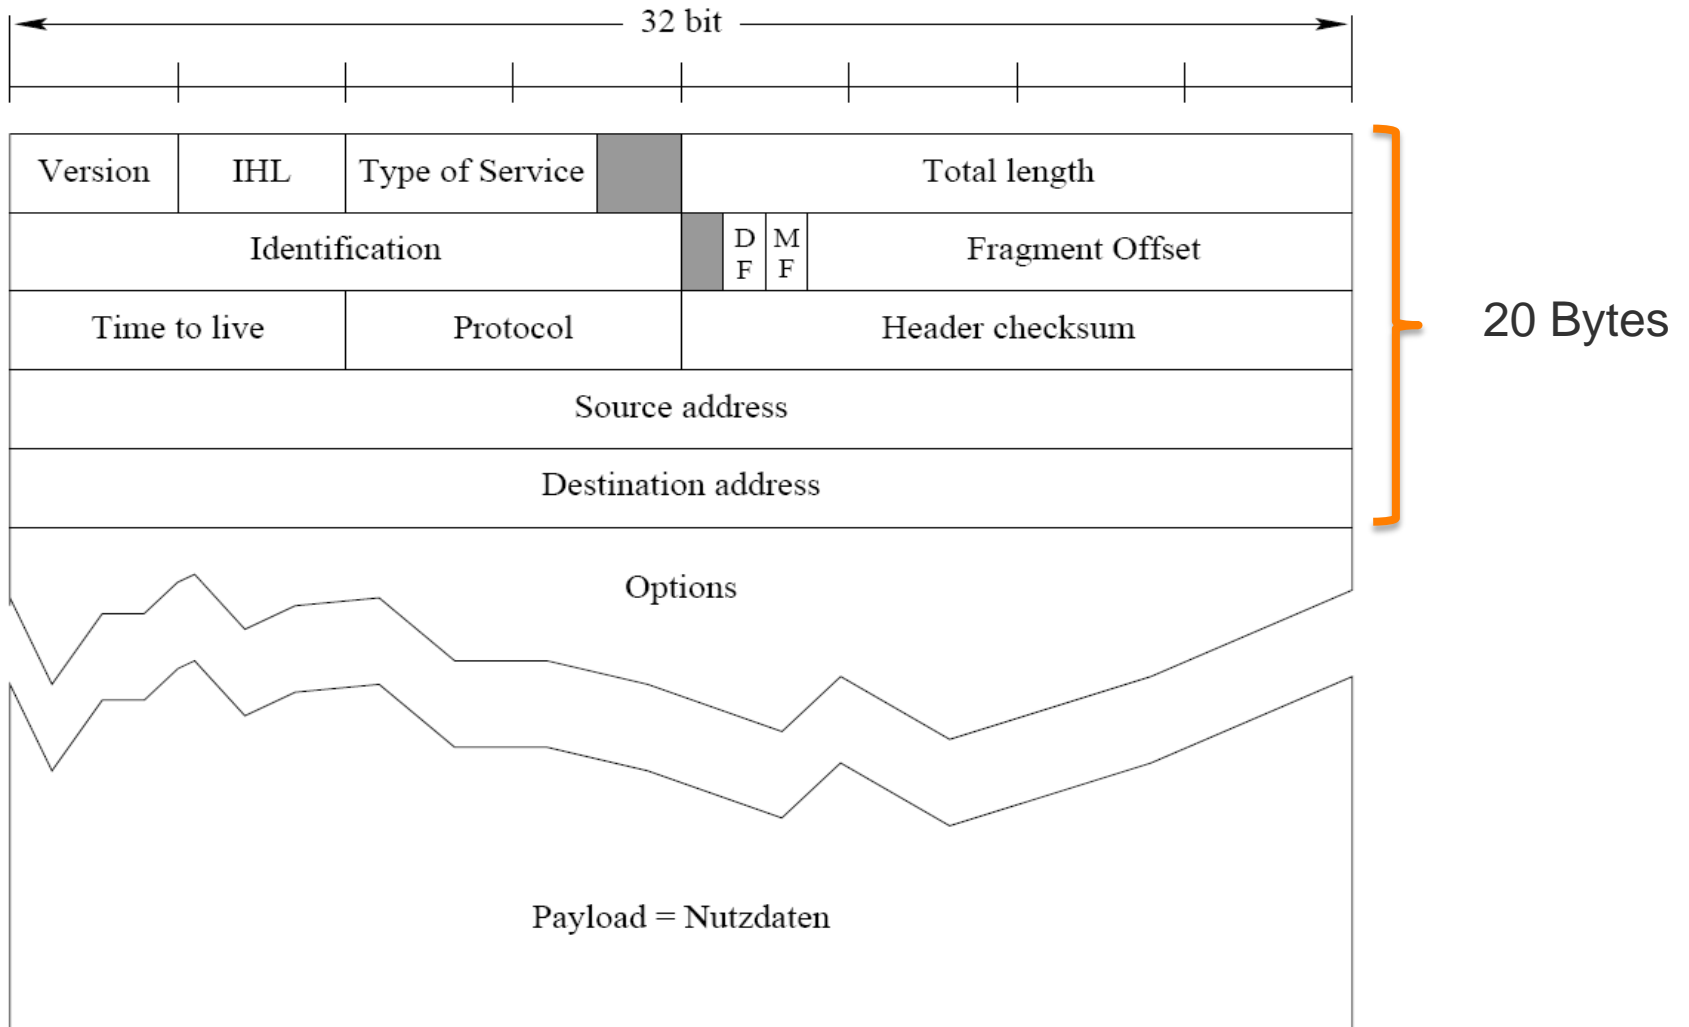 32 bit
Version IHL Type of Service Total length
Identification D F M F Fragment Offset
Time to live Protocol Header checksum
20 Bytes
Source address
Destination address
Options
Payload = Nutzdaten